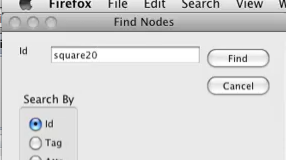 Firefox File Edit Search View
Find Nodes
Id square20 Find
Cancel
Search By
Id
Tag